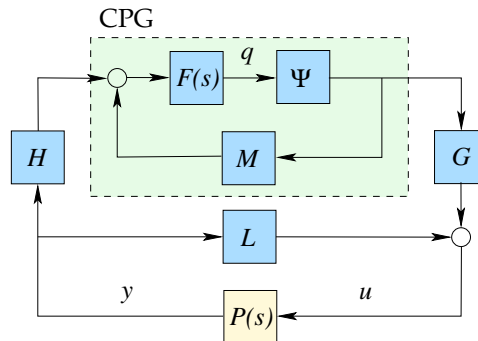 CPG
q
F(s) Ψ
H M G
L
y u
P(s)